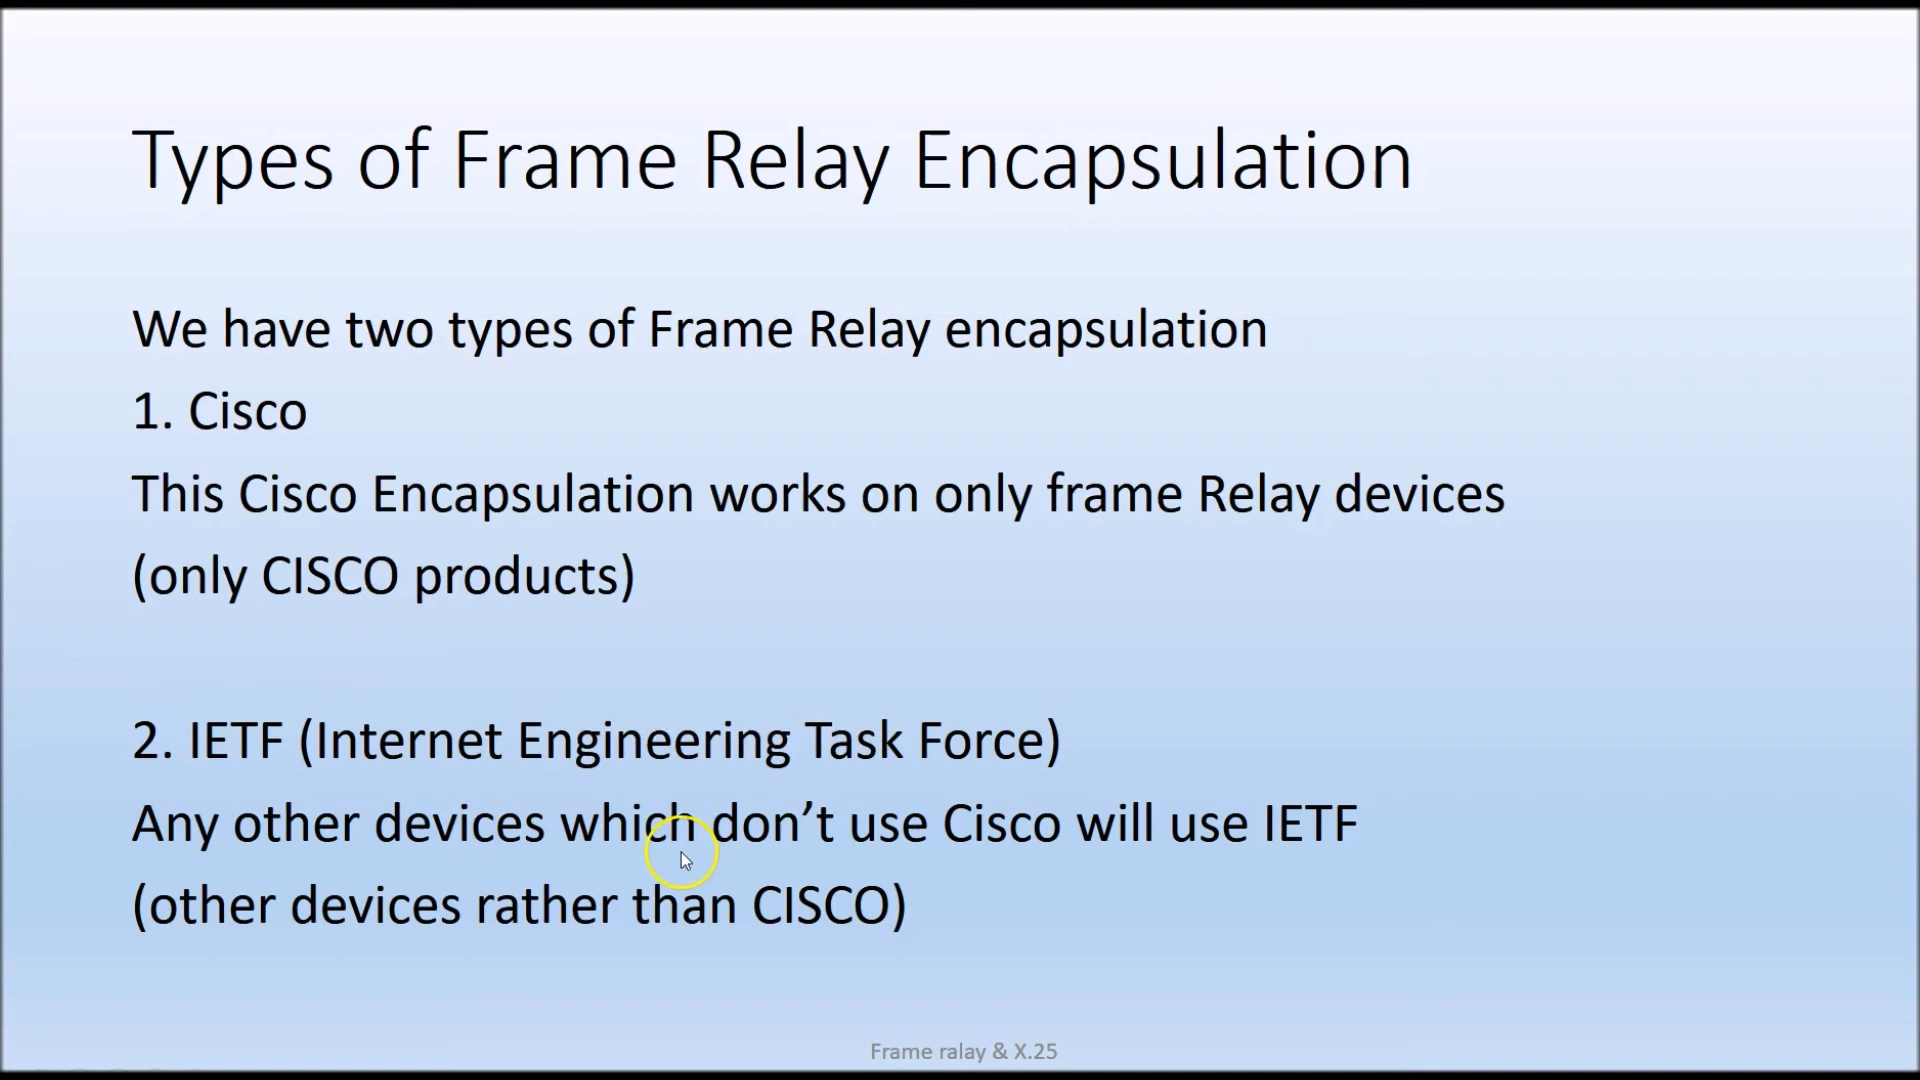 Types of Frame Relay Encapsulation
We have two types of Frame Relay encapsulation
1. Cisco
This Cisco Encapsulation works on only frame Relay devices
(only CISCO products)
2. IETF (Internet Engineering Task Force)
Any other devices which don’t use Cisco will use IETF
(other devices rather than CISCO)
Frame ralay & X.25